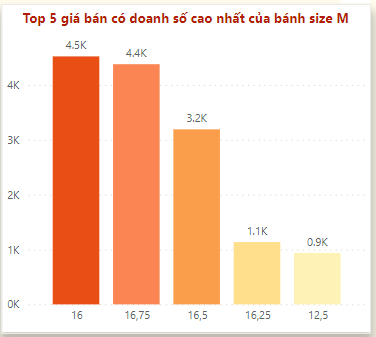 Top 5 giá bán có doanh số cao nhất của bánh size M
4.5K
4.4K
3.2K
1.1K
0.9K
4K
3K
2K
1K
0K
16
16,75
16,5
16,25
12,5